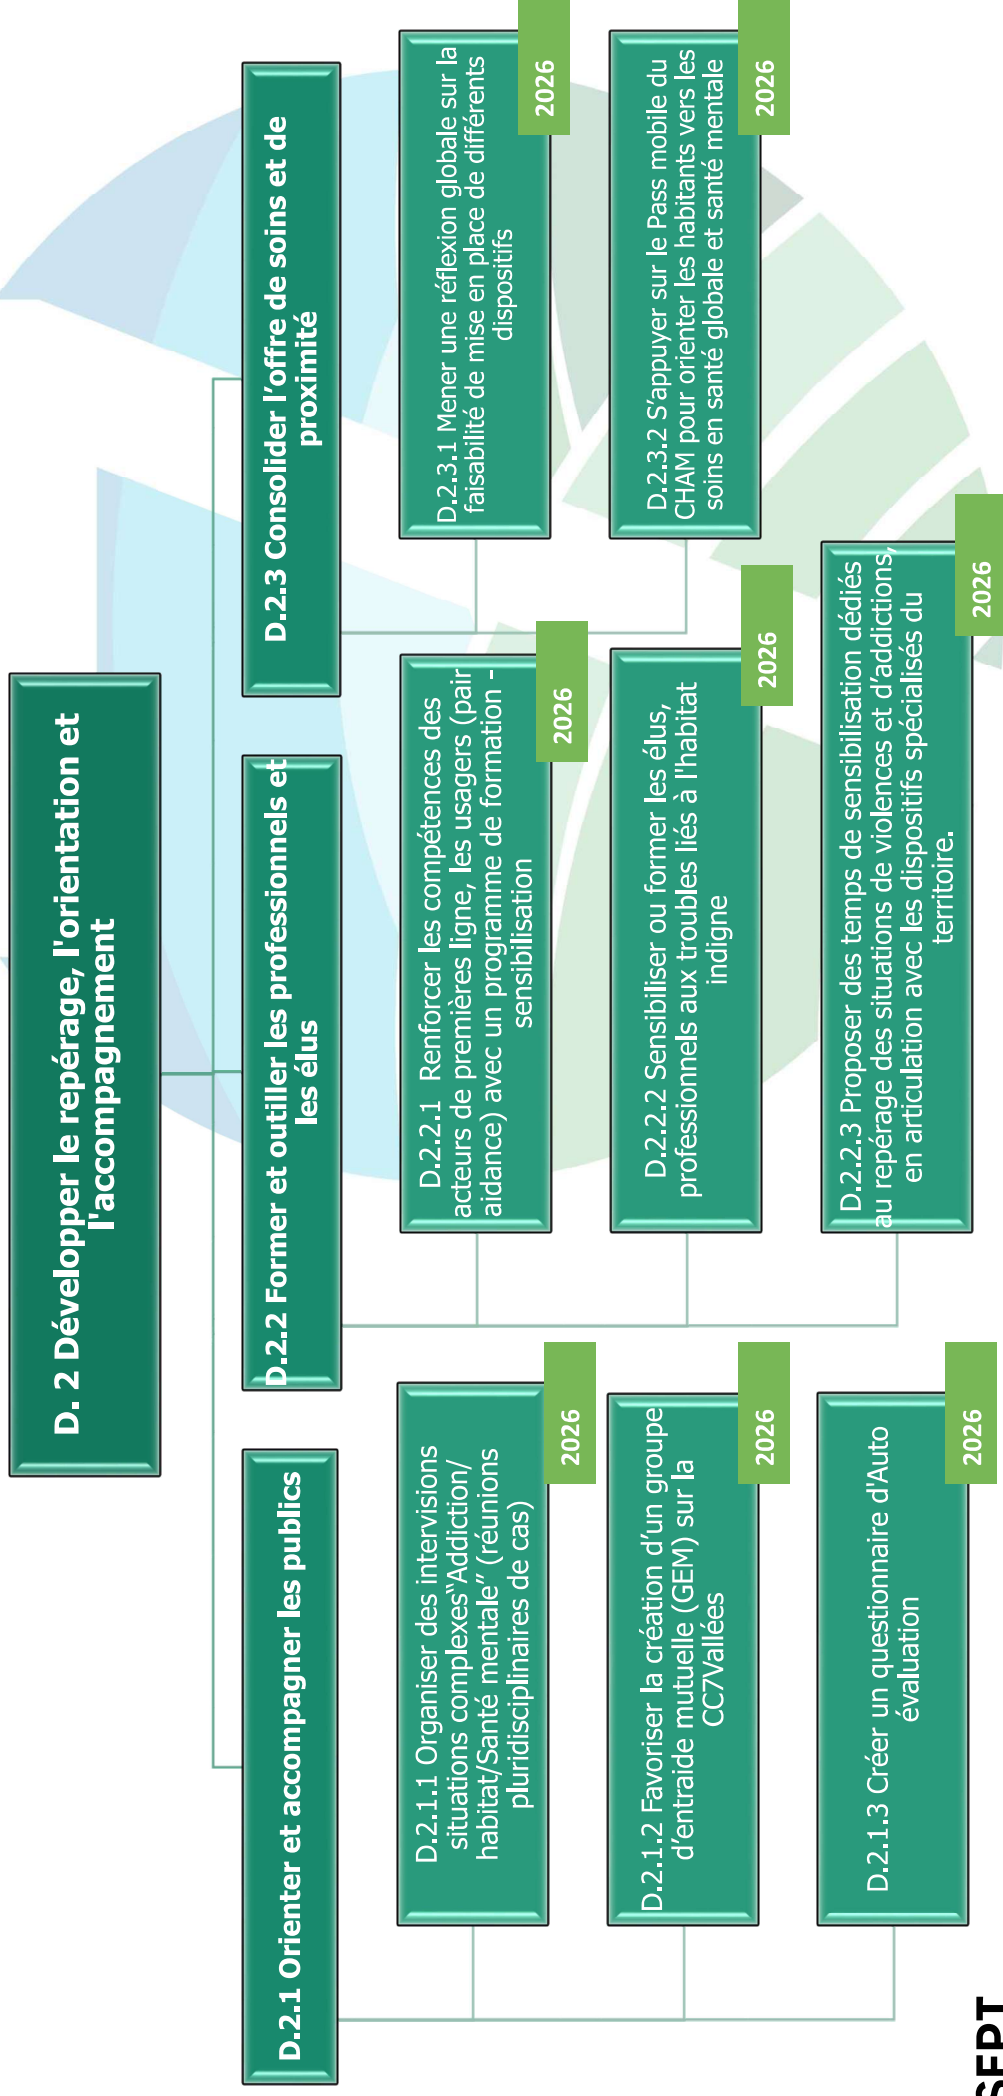 D. 2 Développer le repérage, l'orientation et
l'accompagnement
D.2.1 Orienter et accompagner les publics
D.2.1.1 Organiser des intervisions
situations complexes“Addiction/
habitat/Santé mentale” (réunions
pluridisciplinaires de cas)
2026
D.2.1.2 Favoriser la création d’un groupe
d’entraide mutuelle (GEM) sur la
CC7Vallées
2026
D.2.1.3 Créer un questionnaire d'Auto
évaluation
2026
D.2.2 Former et outiller les professionnels et
les élus
D.2.2.1 Renforcer les compétences des
acteurs de premières ligne, les usagers (pair
aidance) avec un programme de formation -
sensibilisation
2026
D.2.2.2 Sensibiliser ou former les élus,
professionnels aux troubles liés à l'habitat
indigne
2026
D.2.2.3 Proposer des temps de sensibilisation dédiés
au repérage des situations de violences et d’addictions,
en articulation avec les dispositifs spécialisés du
territoire.
2026
D.2.3 Consolider l’offre de soins et de
proximité
D.2.3.1 Mener une réflexion globale sur la
faisabilité de mise en place de différents
dispositifs
2026
D.2.3.2 S’appuyer sur le Pass mobile du
CHAM pour orienter les habitants vers les
soins en santé globale et santé mentale
2026
SEPT